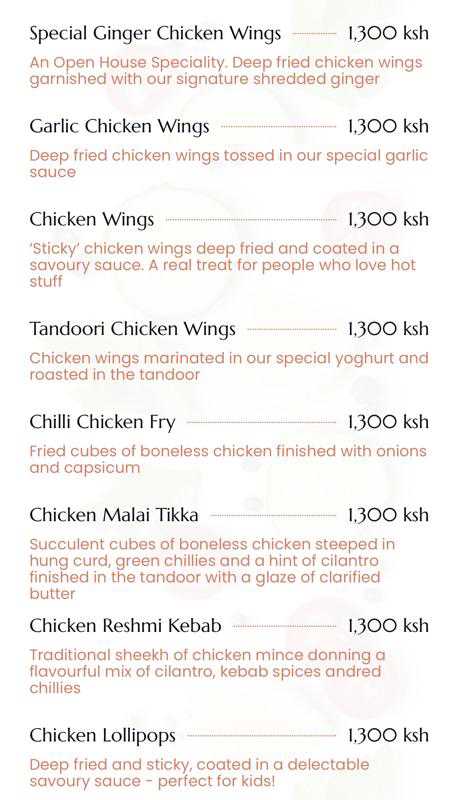 Special Ginger Chicken Wings 1,300 ksh
An Open House Speciality. Deep fried chicken wings
garnished with our signature shredded ginger
Garlic Chicken Wings 1,300 ksh
Deep fried chicken wings tossed in our special garlic
sauce
Chicken Wings 1,300 ksh
‘Sticky’ chicken wings deep fried and coated in a
savoury sauce. A real treat for people who love hot
stuff
Tandoori Chicken Wings 1,300 ksh
Chicken wings marinated in our special yoghurt and
roasted in the tandoor
Chilli Chicken Fry 1,300 ksh
Fried cubes of boneless chicken finished with onions
and capsicum
Chicken Malai Tikka 1,300 ksh
Succulent cubes of boneless chicken steeped in
hung curd, green chillies and a hint of cilantro
finished in the tandoor with a glaze of clarified
butter
Chicken Reshmi Kebab 1,300 ksh
Traditional sheekh of chicken mince donning a
flavourful mix of cilantro, kebab spices andred
chillies
Chicken Lollipops 1,300 ksh
Deep fried and sticky, coated in a delectable
savoury sauce - perfect for kids!